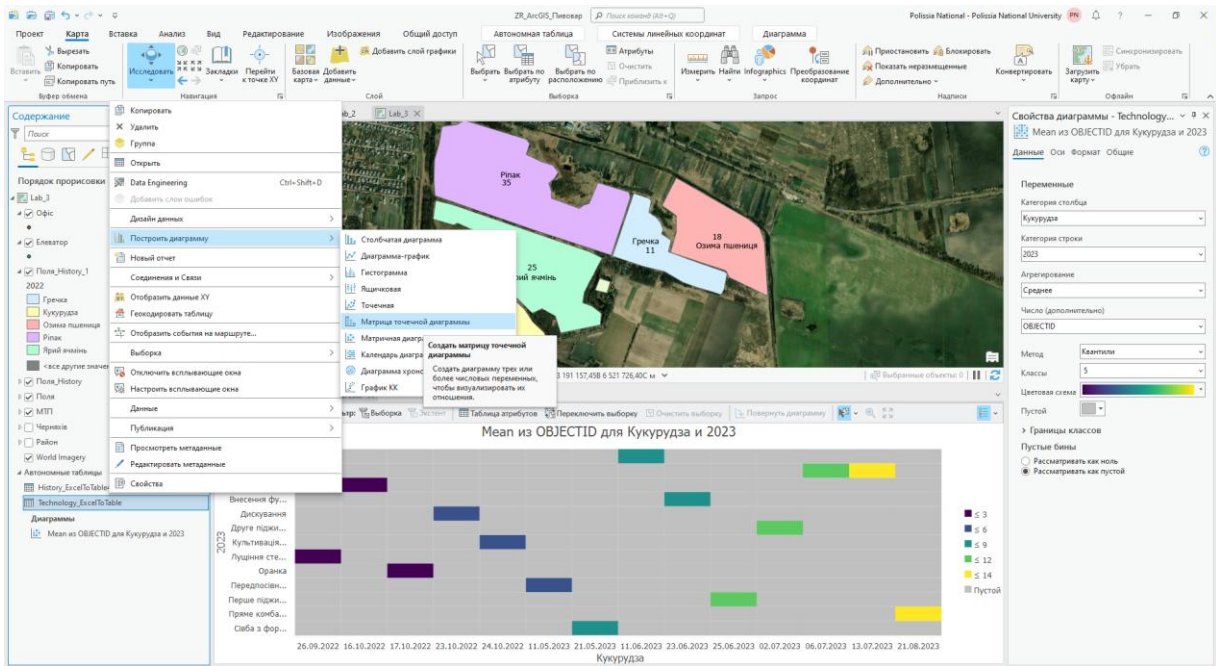 ZR_ArcGIS_Пивовар
Поиск команд (Alt+Q)
Polissia National - Polissia National University
PN
Проект Карта Вставка Анализ Вид Редактирование Изображения Общий доступ Автономная таблица Системы линейных координат Диаграмма
Вставить
Вырезать
Копировать
Копировать путь
Исследовать
Закладки
Перейти к точке XY
Базовая карта
Добавить данные
Добавить слой графики
Выбрать
Выбрать по атрибуту
Выбрать по расположению
Атрибуты
Очистить
Приблизить к
Измерить
Найти
Infographics
Преобразование координат
Приостановить
Блокировать
Показать неразмещенные
Дополнительно
Конвертировать
Загрузить карту
Синхронизировать
Убрать
Буфер обмена Навигация Слой Выборка Запрос Надписи Офлайн
Содержание
Поиск
Порядок прорисовки
Lab_3
Офіс
Елеватор
Поля_History_1
2022
Гречка
Кукурудза
Озима пшениця
Ріпак
Ярий ячмінь
Поля_History
Поля
МТП
Черняхів
Район
World Imagery
Автономные таблицы
History_ExcelToTable
Technology_ExcelToTable
Диаграммы
Mean из OBJECTID для Кукурудза и 2023
Копировать
Удалить
Группа
Открыть
Data Engineering Ctrl+Shift+D
Добавить слои ошибок
Дизайн данных
Построить диаграмму
Новый отчет
Соединения и Связи
Отобразить данные XY
Геокодировать таблицу
Отобразить события на маршруте...
Выборка
Отключить всплывающие окна
Настроить всплывающие окна
Данные
Публикация
Просмотреть метаданные
Редактировать метаданные
Свойства
Столбчатая диаграмма
Диаграмма-график
Гистограмма
Ящичковая
Точечная
Матрица точечной диаграммы
График КК
Создать матрицу точечной диаграммы
Создать диаграмму трех или более числовых переменных, чтобы визуализировать их отношения.
Lab_3
Ріпак
35
Гречка
11
18
Озима пшениця
25
3 191 157,45В 6 521 726,40С м
Выбранные объекты: 0
Выборка
Экстент
Таблица атрибутов
Переключить выборку
Очистить выборку
Повернуть диаграмму
Mean из OBJECTID для Кукурудза и 2023
2023
Внесення фу...
Дискування
Друге піджи...
Культивація...
Лущіння сте...
Оранка
Передпосівн...
Перше піджи...
Пряме комба...
Сівба з фор...
26.09.2022 16.10.2022 17.10.2022 23.10.2022 24.10.2022 11.05.2023 21.05.2023 11.06.2023 23.06.2023 25.06.2023 02.07.2023 06.07.2023 13.07.2023 21.08.2023
Кукурудза
≤ 3
≤ 6
≤ 9
≤ 12
≤ 14
Пустой
Свойства диаграммы - Technology...
Mean из OBJECTID для Кукурудза и 2023
Данные Оси Формат Общие
Переменные
Категория столбца
Кукурудза
Категория строки
2023
Агрегирование
Среднее
Число (дополнительно)
OBJECTID
Метод Квантили
Классы 5
Цветовая схема
Пустой
Границы классов
Пустые бины
Рассматривать как ноль
Рассматривать как пустой